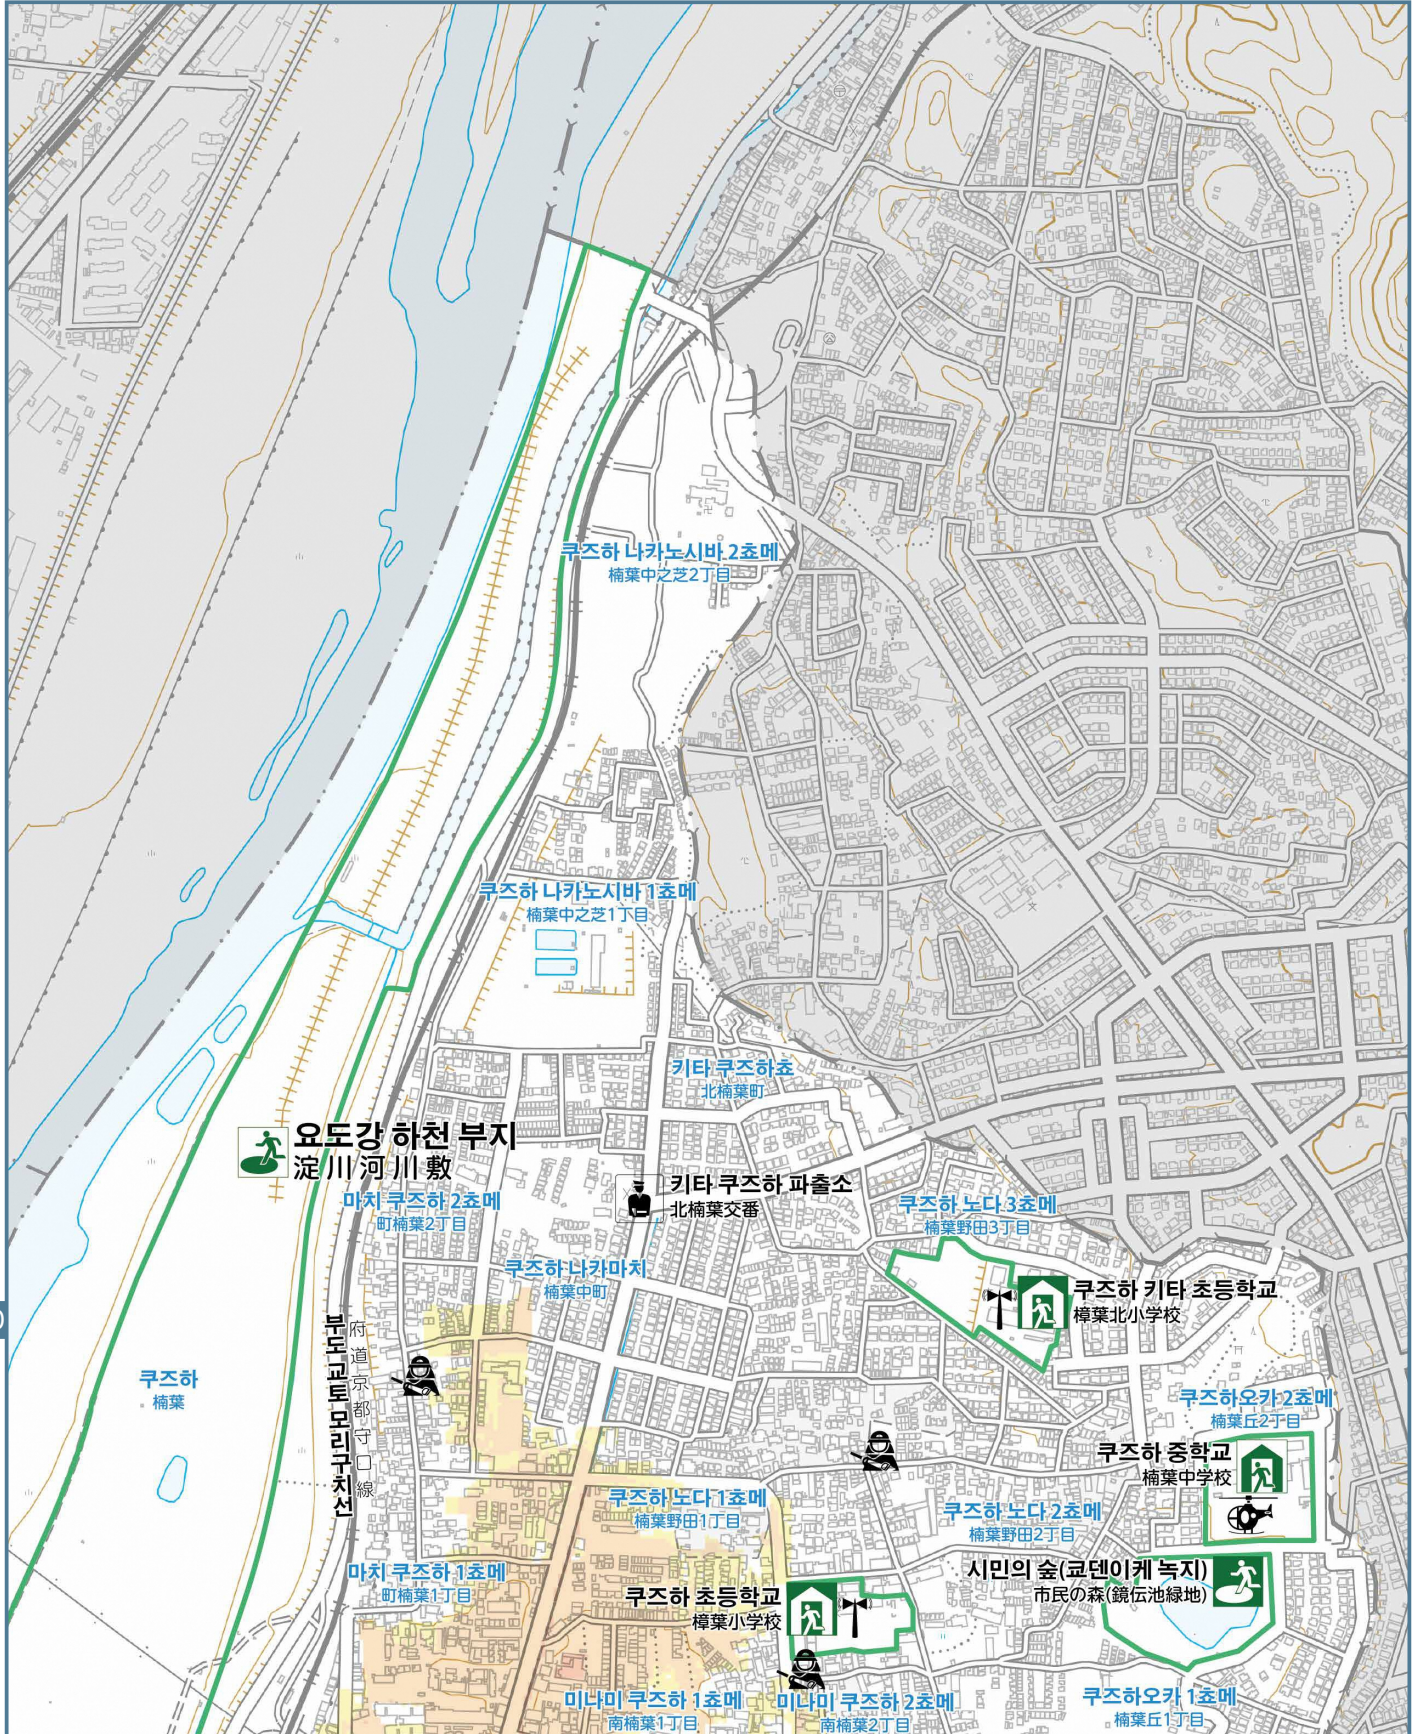 쿠즈하 나카노시바 2쵸메
楠葉中之芝2丁目
쿠즈하 나카노시바 1쵸메
楠葉中之芝1丁目
키타 쿠즈하쵸
北楠葉町
요도강 하천 부지
淀川河川敷
마치 쿠즈하 2쵸메
町楠葉2丁目
키타 쿠즈하 파출소
北楠葉交番
쿠즈하 노다 3쵸메
楠葉野田3丁目
쿠즈하 나카마치
楠葉中町
쿠즈하 키타 초등학교
樟葉北小学校
부도교토모리구치선
府道京都守口線
쿠즈하
楠葉
쿠즈하오카 2쵸메
楠葉丘2丁目
쿠즈하 중학교
楠葉中学校
쿠즈하 노다 1쵸메
楠葉野田1丁目
쿠즈하 노다 2쵸메
楠葉野田2丁目
마치 쿠즈하 1쵸메
町楠葉1丁目
시민의 숲(쿄덴이케 녹지)
市民の森(鏡伝池緑地)
쿠즈하 초등학교
樟葉小学校
미나미 쿠즈하 1쵸메
南楠葉1丁目
미나미 쿠즈하 2쵸메
南楠葉2丁目
쿠즈하오카 1쵸메
楠葉丘1丁目